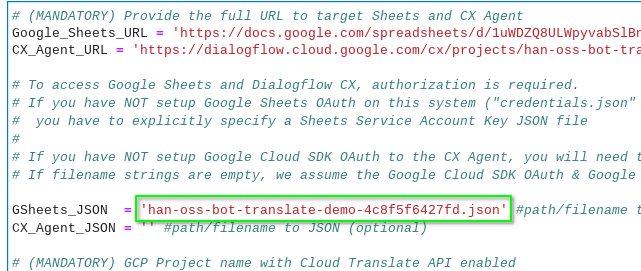 # (MANDATORY) Provide the full URL to target Sheets and CX Agent
Google_Sheets_URL = 'https://docs.google.com/spreadsheets/d/1uWDZQ8ULWpyvabSlBn
CX_Agent_URL = 'https://dialogflow.cloud.google.com/cx/projects/han-oss-bot-tra
# To access Google Sheets and Dialogflow CX, authorization is required.
# If you have NOT setup Google Sheets OAuth on this system ("credentials.json"
# you have to explicitly specify a Sheets Service Account Key JSON file
#
# If you have NOT setup Google Cloud SDK OAuth to the CX Agent, you will need t
# If filename strings are empty, we assume the Google Cloud SDK OAuth & Google
GSheets_JSON = 'han-oss-bot-translate-demo-4c8f5f6427fd.json' #path/filename t
CX_Agent_JSON = '' #path/filename to JSON (optional)
# (MANDATORY) GCP Project name with Cloud Translate API enabled